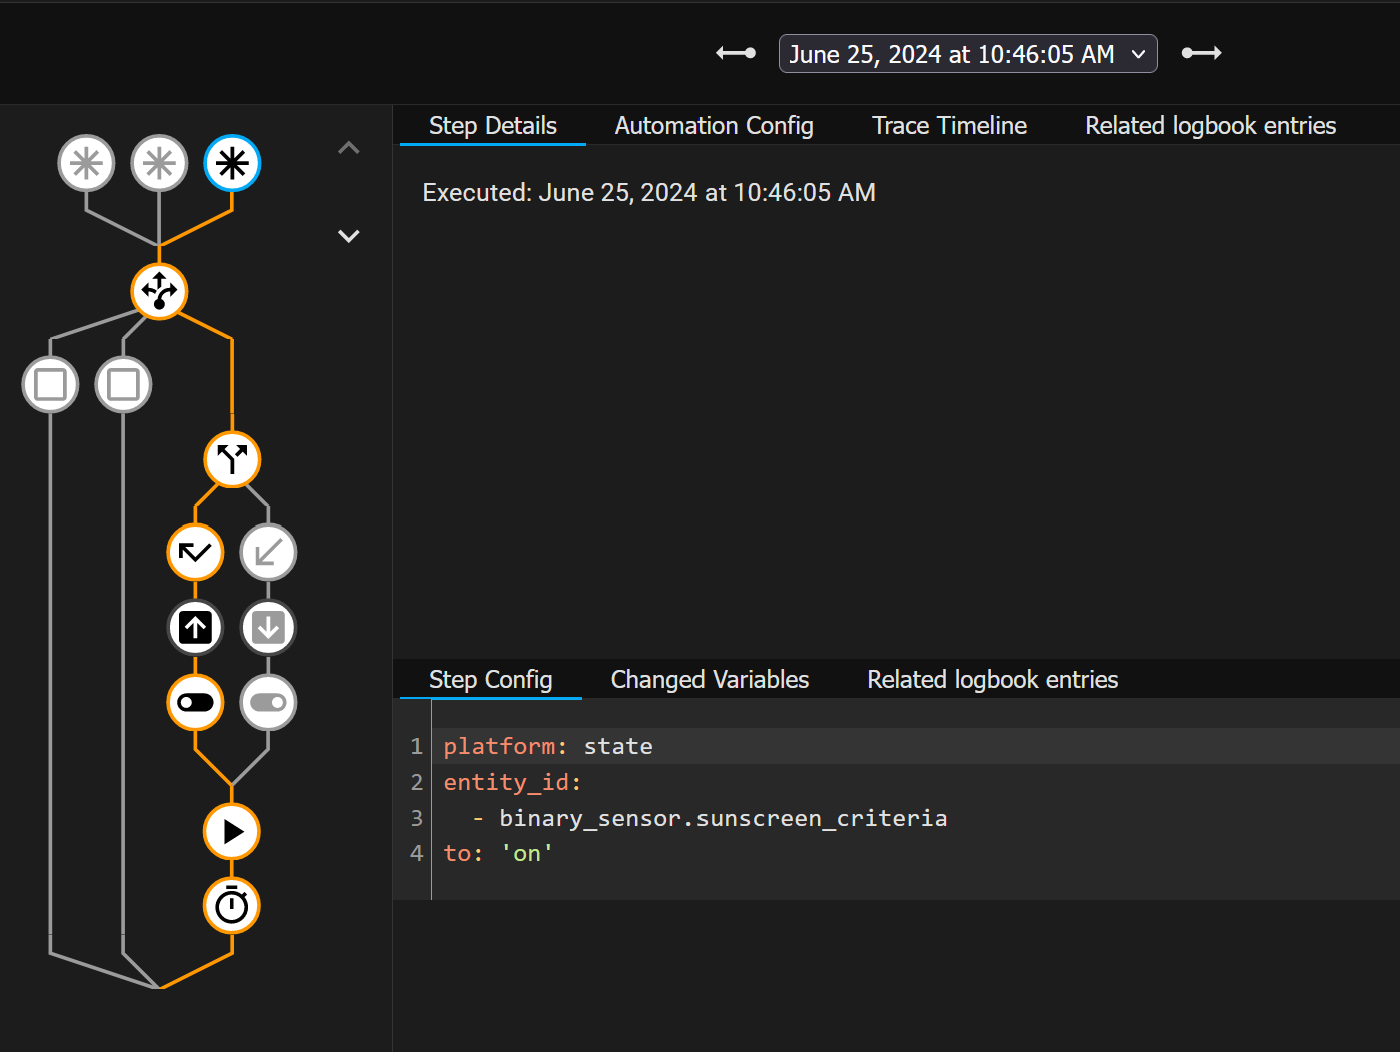 June 25, 2024 at 10:46:05 AM
Step Details Automation Config Trace Timeline Related logbook entries
Executed: June 25, 2024 at 10:46:05 AM
Step Config Changed Variables Related logbook entries
1 platform: state
2 entity_id:
3   - binary_sensor.sunscreen_criteria
4 to: 'on'